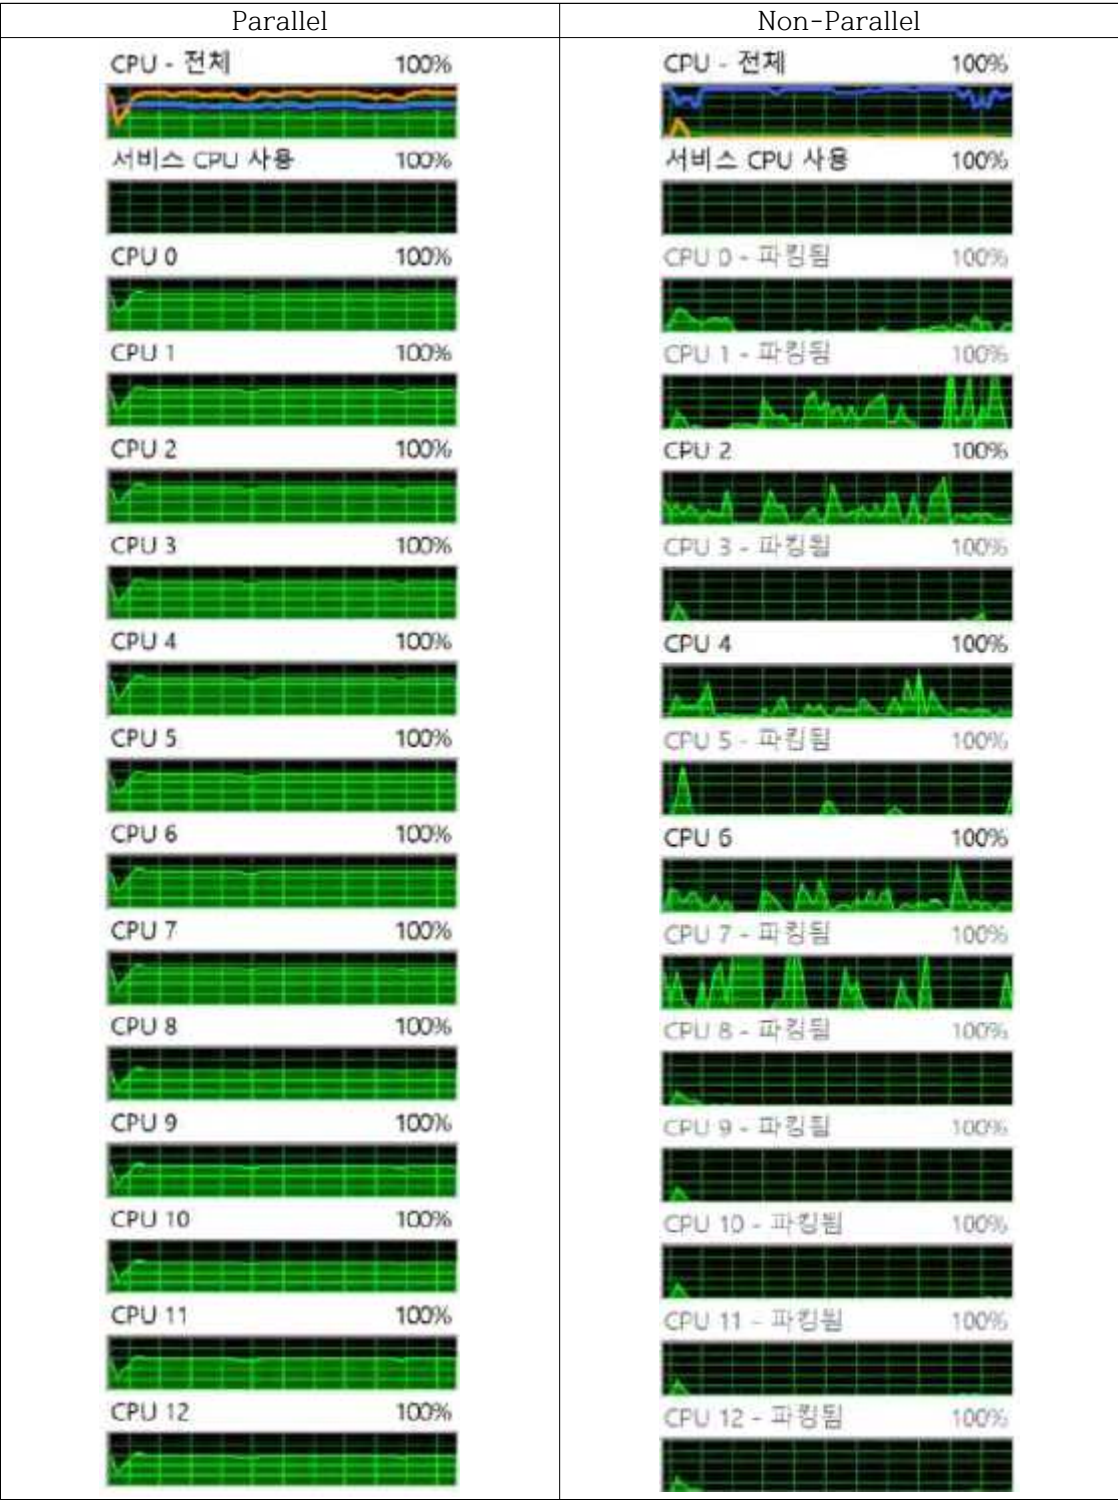 Parallel
Non-Parallel
CPU - 전체 100%
서비스 CPU 사용 100%
CPU 0 100%
CPU 1 100%
CPU 2 100%
CPU 3 100%
CPU 4 100%
CPU 5 100%
CPU 6 100%
CPU 7 100%
CPU 8 100%
CPU 9 100%
CPU 10 100%
CPU 11 100%
CPU 12 100%
CPU - 전체 100%
서비스 CPU 사용 100%
CPU 0 - 파킹됨 100%
CPU 1 - 파킹됨 100%
CPU 2 100%
CPU 3 - 파킹됨 100%
CPU 4 100%
CPU 5 - 파킹됨 100%
CPU 6 100%
CPU 7 - 파킹됨 100%
CPU 8 - 파킹됨 100%
CPU 9 - 파킹됨 100%
CPU 10 - 파킹됨 100%
CPU 11 - 파킹됨 100%
CPU 12 - 파킹됨 100%